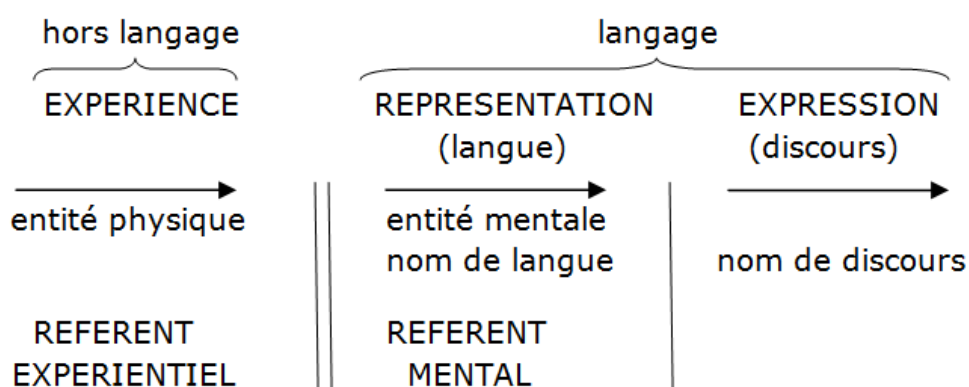 hors langage langage
EXPERIENCE REPRESENTATION EXPRESSION
(langue) (discours)
entité physique entité mentale
nom de langue nom de discours
REFERENT REFERENT
EXPERIENTIEL MENTAL